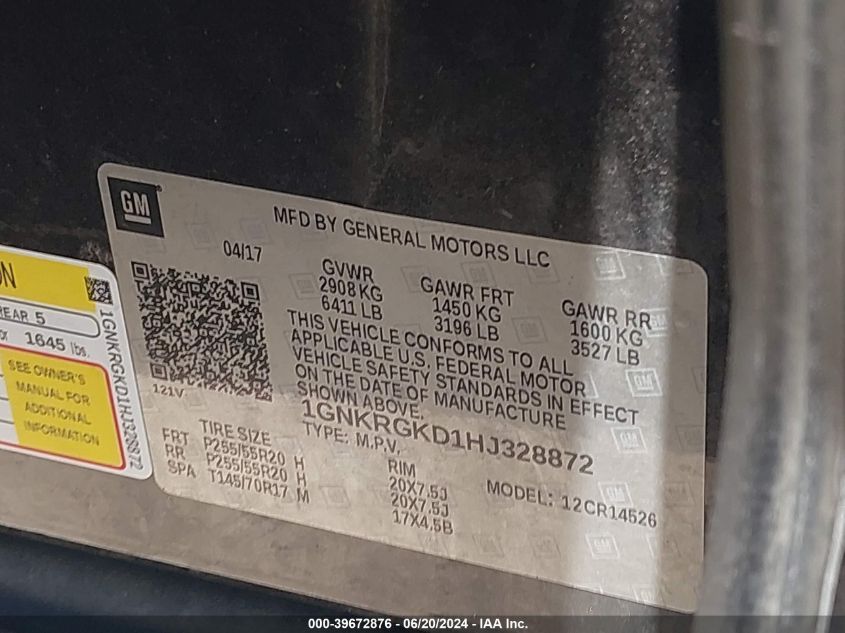 GM
MFD BY GENERAL MOTORS LLC
04/17
GVWR
2908 KG
6411 LB
GAWR FRT
1450 KG
3196 LB
GAWR RR
1600 KG
3527 LB
THIS VEHICLE CONFORMS TO ALL
APPLICABLE U.S. FEDERAL MOTOR
VEHICLE SAFETY STANDARDS IN EFFECT
ON THE DATE OF MANUFACTURE
SHOWN ABOVE.
121V
1GNKRGKD1HJ328872
TYPE: M.P.V.
MODEL: 12CR14526
TIRE SIZE
RIM
FRT P255/55R20 H 20X7.5J
RR P255/55R20 H 20X7.5J
SPA T145/70R17 M 17X4.5B
ON
REAR 5
or 1645 lbs.
SEE OWNER'S
MANUAL FOR
ADDITIONAL
INFORMATION
1GNKRGKD1HJ328872
000-39672876 - 06/20/2024 - IAA Inc.